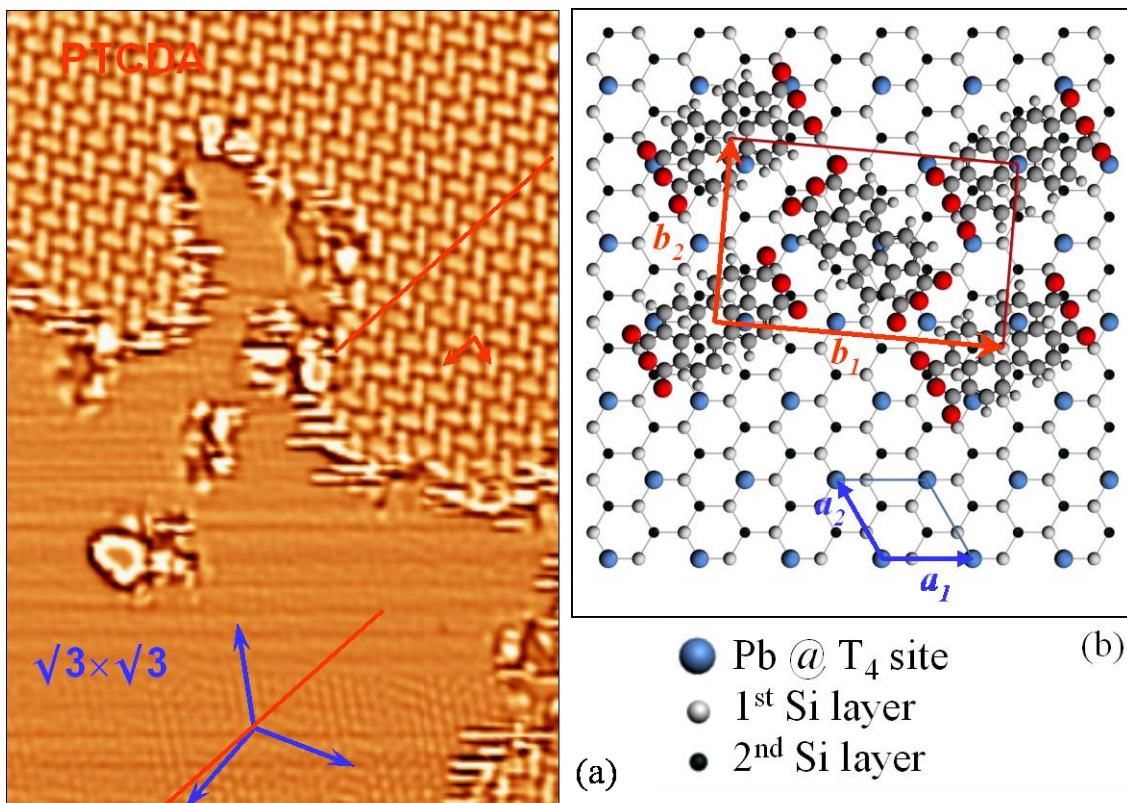 PTCDA
√3×√3
(a)
b₂
b₁
a₂
a₁
Pb @ T₄ site
(b)
1ˢᵗ Si layer
2ⁿᵈ Si layer